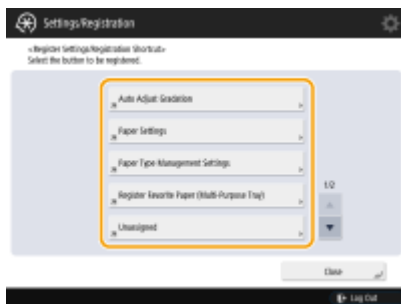 Settings/Registration
<Register Settings/Registration Shortcut>
Select the button to be registered.
Auto Adjust Gradation
Paper Settings
Paper Type Management Settings
Register Favorite Paper (Multi-Purpose Tray)
Unassigned
1/2
Close
Log Out